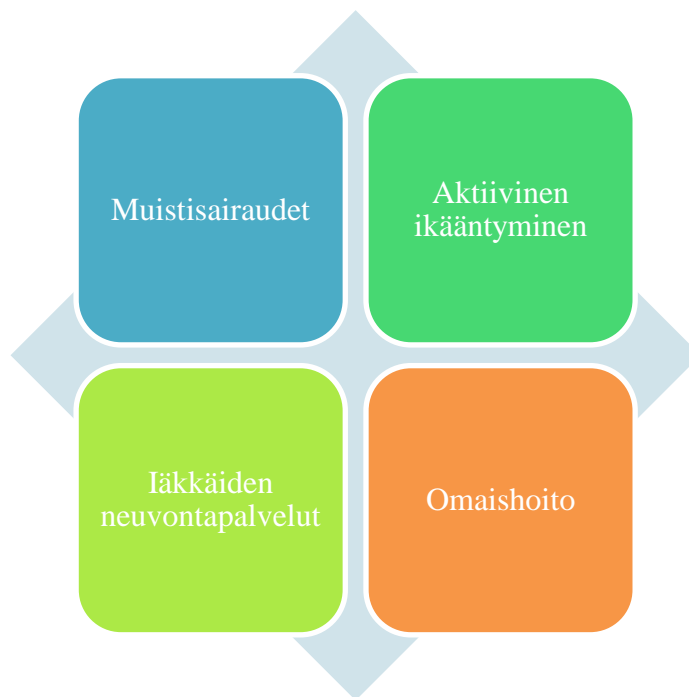 Muistisairaudet
Aktiivinen
ikääntyminen
Iäkkäiden
neuvontapalvelut
Omaishoito